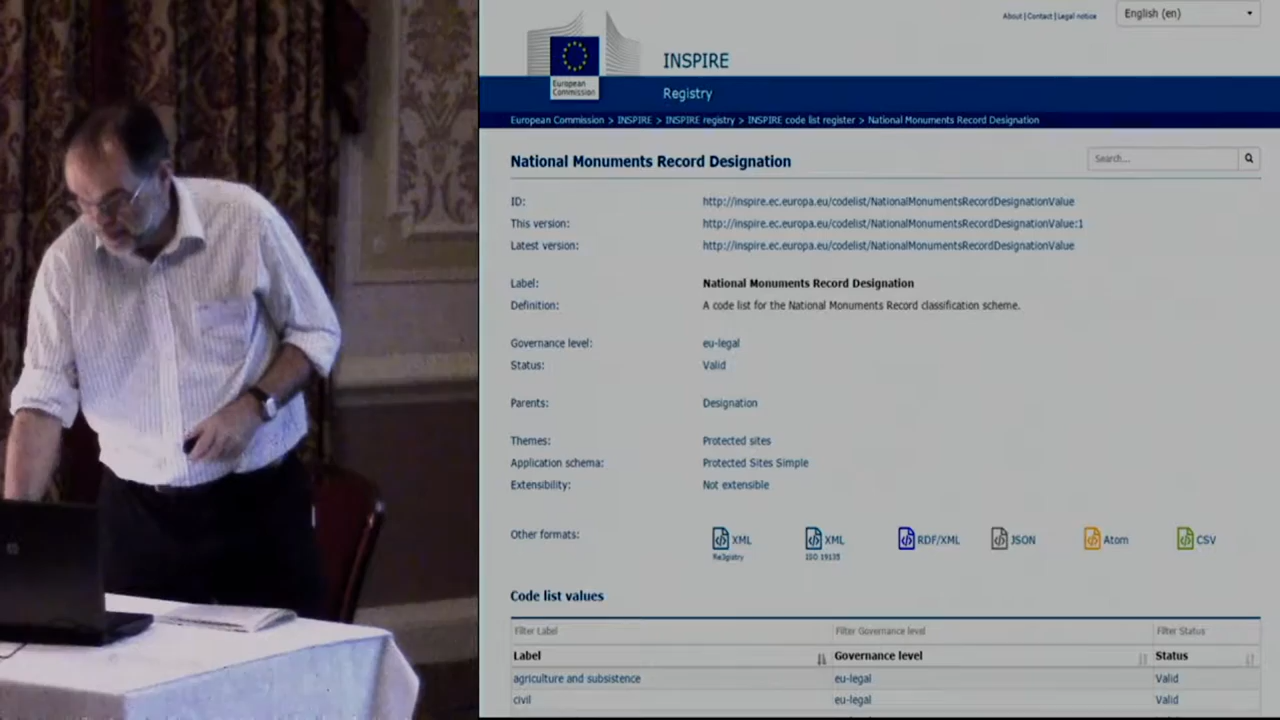 About | Contact | Legal notice
English (en)
European
Commission
INSPIRE
Registry
European Commission > INSPIRE > INSPIRE registry > INSPIRE code list register > National Monuments Record Designation
National Monuments Record Designation
Search...
ID: http://inspire.ec.europa.eu/codelist/NationalMonumentsRecordDesignationValue
This version: http://inspire.ec.europa.eu/codelist/NationalMonumentsRecordDesignationValue:1
Latest version: http://inspire.ec.europa.eu/codelist/NationalMonumentsRecordDesignationValue
Label: National Monuments Record Designation
Definition: A code list for the National Monuments Record classification scheme.
Governance level: eu-legal
Status: Valid
Parents: Designation
Themes: Protected sites
Application schema: Protected Sites Simple
Extensibility: Not extensible
Other formats: XML XML RDF/XML JSON Atom CSV
Re3gistry ISO 19135
Code list values
Filter Label Filter Governance level Filter Status
Label Governance level Status
agriculture and subsistence eu-legal Valid
civil eu-legal Valid